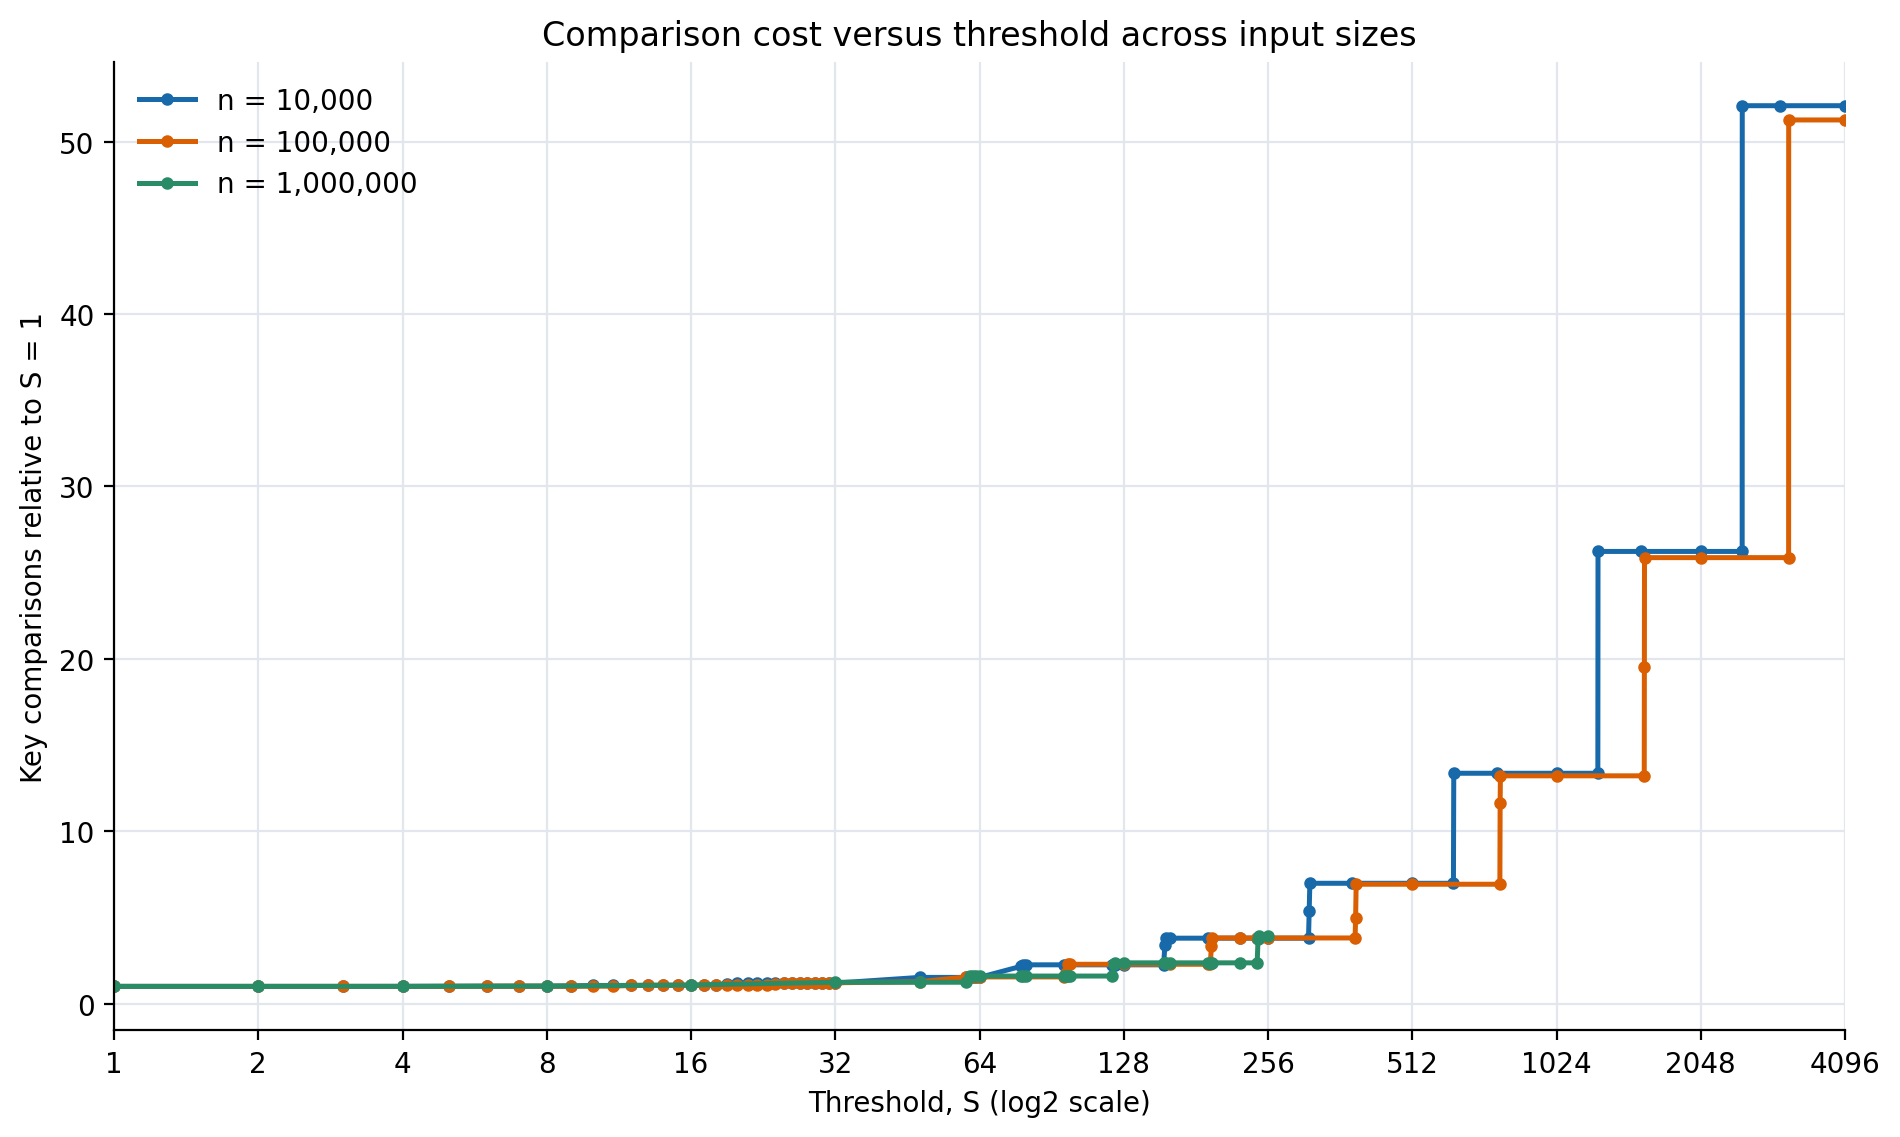 Comparison cost versus threshold across input sizes
n = 10,000
n = 100,000
n = 1,000,000
Key comparisons relative to S = 1
50
40
30
20
10
0
1 2 4 8 16 32 64 128 256 512 1024 2048 4096
Threshold, S (log2 scale)